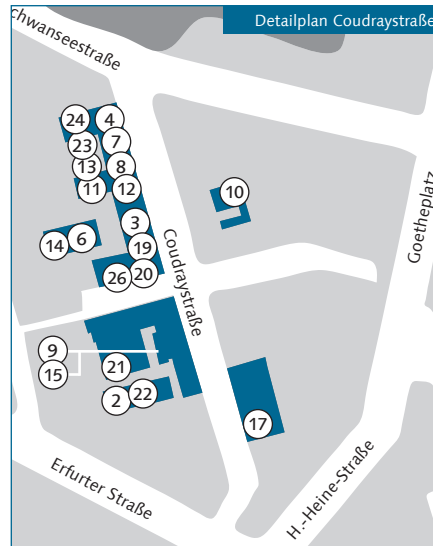 Detailplan Coudraystraße
chwanseestraße
24 4
7
23
13 8
11 12
10
3
14 6
19
26 20
Coudraystraße
Goetheplatz
9
15
21
2 22
17
Erfurter Straße
H.-Heine-Straße